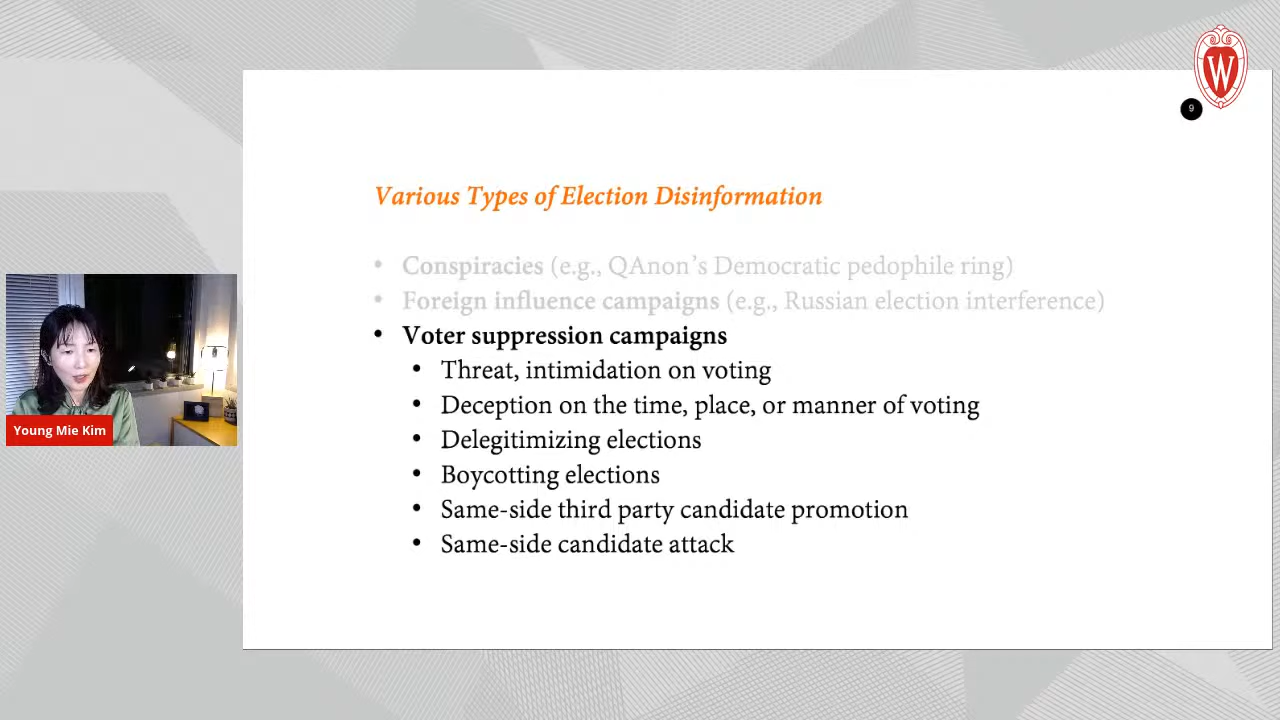 W
9
Various Types of Election Disinformation
• Conspiracies (e.g., QAnon’s Democratic pedophile ring)
• Foreign influence campaigns (e.g., Russian election interference)
• Voter suppression campaigns
• Threat, intimidation on voting
• Deception on the time, place, or manner of voting
• Delegitimizing elections
• Boycotting elections
• Same-side third party candidate promotion
• Same-side candidate attack
Young Mie Kim